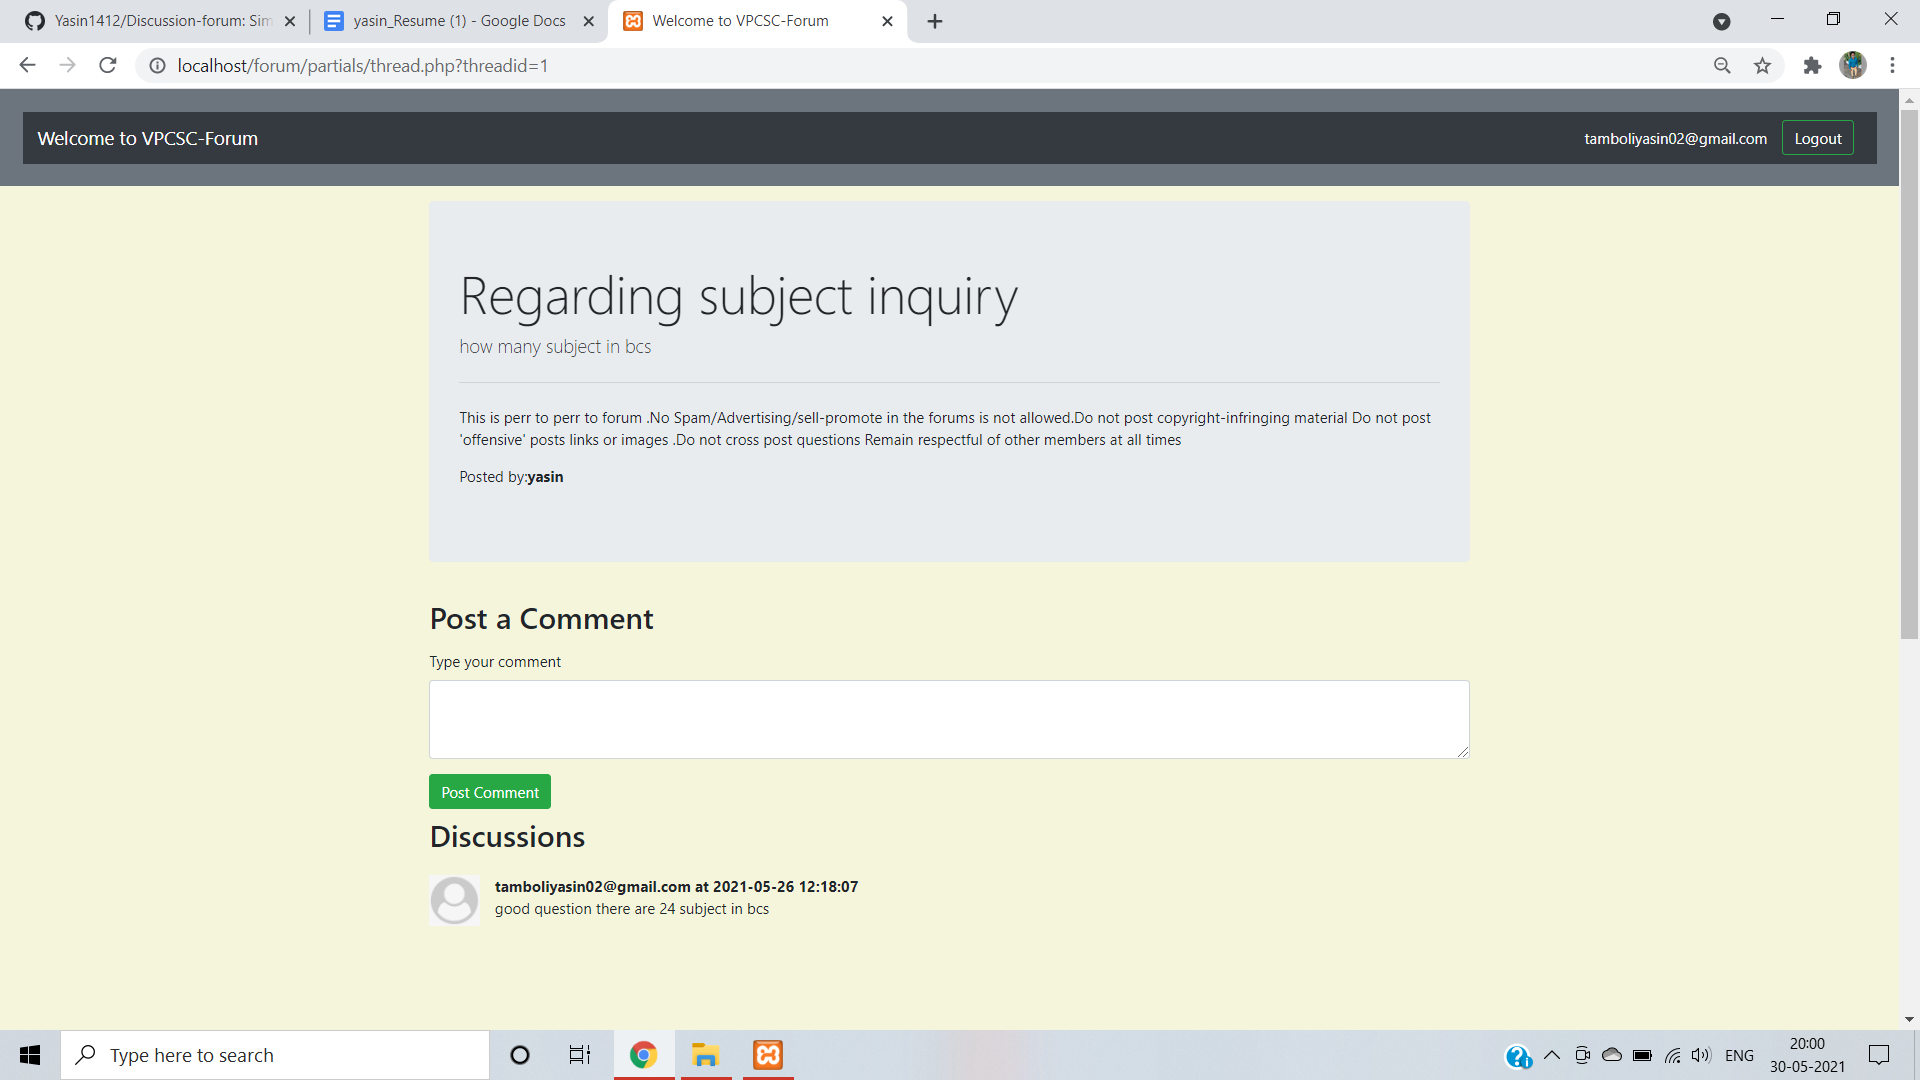 Yasin1412/Discussion-forum: Sim
yasin_Resume (1) - Google Docs
Welcome to VPCSC-Forum
localhost/forum/partials/thread.php?threadid=1
Welcome to VPCSC-Forum
tamboliyasin02@gmail.com
Logout
Regarding subject inquiry
how many subject in bcs
This is perr to perr to forum .No Spam/Advertising/sell-promote in the forums is not allowed.Do not post copyright-infringing material Do not post
'offensive' posts links or images .Do not cross post questions Remain respectful of other members at all times
Posted by:yasin
Post a Comment
Type your comment
Post Comment
Discussions
tamboliyasin02@gmail.com at 2021-05-26 12:18:07
good question there are 24 subject in bcs
Type here to search
ENG
20:00
30-05-2021